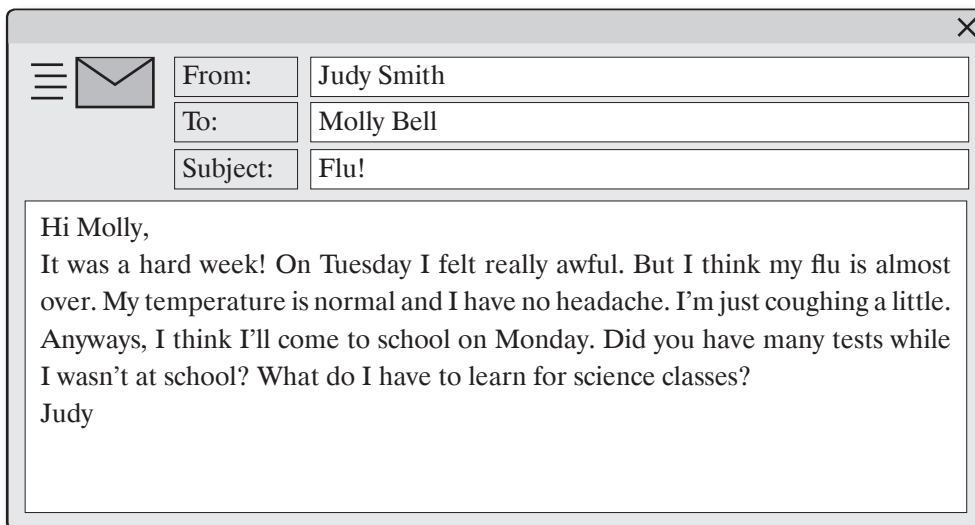 From: Judy Smith
To: Molly Bell
Subject: Flu!
Hi Molly,
It was a hard week! On Tuesday I felt really awful. But I think my flu is almost
over. My temperature is normal and I have no headache. I’m just coughing a little.
Anyways, I think I’ll come to school on Monday. Did you have many tests while
I wasn’t at school? What do I have to learn for science classes?
Judy